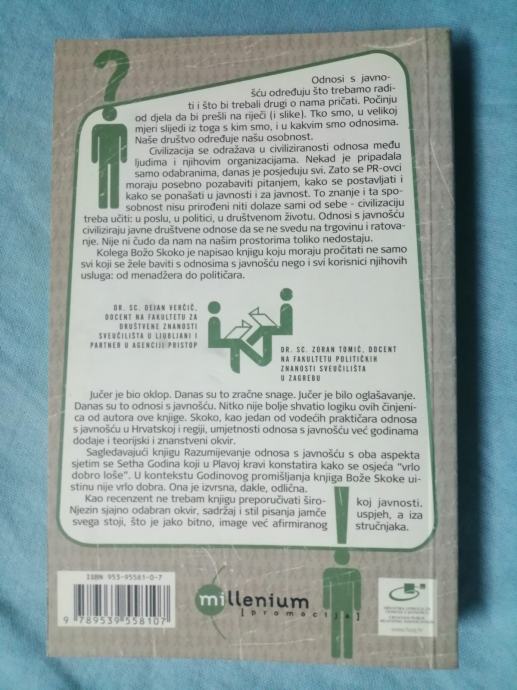 Odnosi s javno-
šću određuju što trebamo radi-
ti i što bi trebali drugi o nama pričati. Počinju
od djela da bi prešli na riječi (i slike). Tko smo, u velikoj
mjeri slijedi iz toga s kim smo, i u kakvim smo odnosima.
Naše društvo određuje našu osobnost.
Civilizacija se odražava u civiliziranosti odnosa među
ljudima i njihovim organizacijama. Nekad je pripadala
samo odabranima, danas je posjeduju svi. Zato se PR-ovci
moraju posebno pozabaviti pitanjem, kako se postavljati i
kako se ponašati u javnosti i za javnost. To znanje i ta spo-
sobnost nisu prirođeni niti dolaze sami od sebe - civilizaciju
treba učiti: u poslu, u politici, u društvenom životu. Odnosi s javnošću
civiliziraju javne društvene odnose da se ne svedu na trgovinu i ratova-
nje. Nije ni čudo da nam na našim prostorima toliko nedostaju.
Kolega Božo Skoko je napisao knjigu koju moraju pročitati ne samo
svi koji se žele baviti s odnosima s javnošću nego i svi korisnici njihovih
usluga: od menadžera do političara.
DR. SC. DEJAN VERČIČ,
DOCENT NA FAKULTETU ZA
DRUŠTVENE ZNANOSTI
SVEUČILIŠTA U LJUBLJANI I
PARTNER U AGENCIJI PRISTOP
DR. SC. ZORAN TOMIĆ, DOCENT
NA FAKULTETU POLITIČKIH
ZNANOSTI SVEUČILIŠTA
U ZAGREBU
Jučer je bio oklop. Danas su to zračne snage. Jučer je bilo oglašavanje.
Danas su to odnosi s javnošću. Nitko nije bolje shvatio logiku ovih činjeni-
ca od autora ove knjige. Skoko, kao jedan od vodećih praktičara odnosa
s javnošću u Hrvatskoj i regiji, umjetnosti odnosa s javnošću već godinama
dodaje i teorijski i znanstveni okvir.
Sagledavajući knjigu Razumijevanje odnosa s javnošću s oba aspekta
sjetim se Setha Godina koji u Plavoj kravi konstatira kako se osjeća "vrlo
dobro loše". U kontekstu Godinovog promišljanja knjiga Bože Skoke ui-
stinu nije vrlo dobra. Ona je izvrsna, dakle, odlična.
Kao recenzent ne trebam knjigu preporučivati širo- koj javnosti.
Njezin sjajno odabran okvir, sadržaj i stil pisanja jamče uspjeh, a iza
svega stoji, što je jako bitno, image već afirmiranog stručnjaka.
ISBN 953-95581-0-7
9 789539 558107
millenium
[promocija]